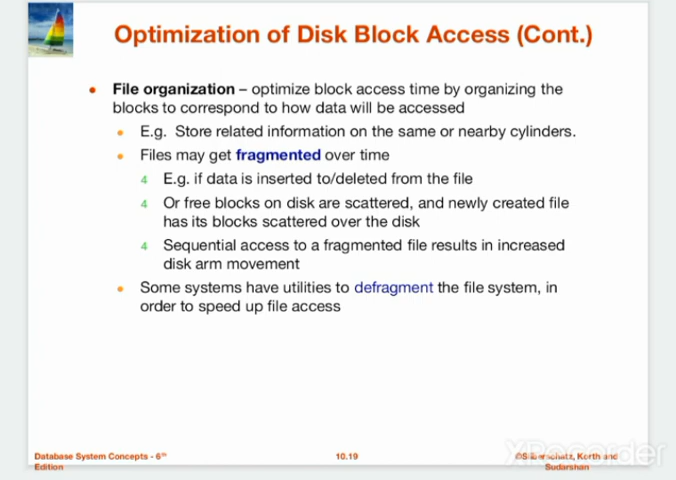 Optimization of Disk Block Access (Cont.)
• File organization – optimize block access time by organizing the
blocks to correspond to how data will be accessed
• E.g. Store related information on the same or nearby cylinders.
• Files may get fragmented over time
4 E.g. if data is inserted to/deleted from the file
4 Or free blocks on disk are scattered, and newly created file
has its blocks scattered over the disk
4 Sequential access to a fragmented file results in increased
disk arm movement
• Some systems have utilities to defragment the file system, in
order to speed up file access
Database System Concepts - 6th
Edition
10.19
©Silberschatz, Korth and
Sudarshan
XRecorder